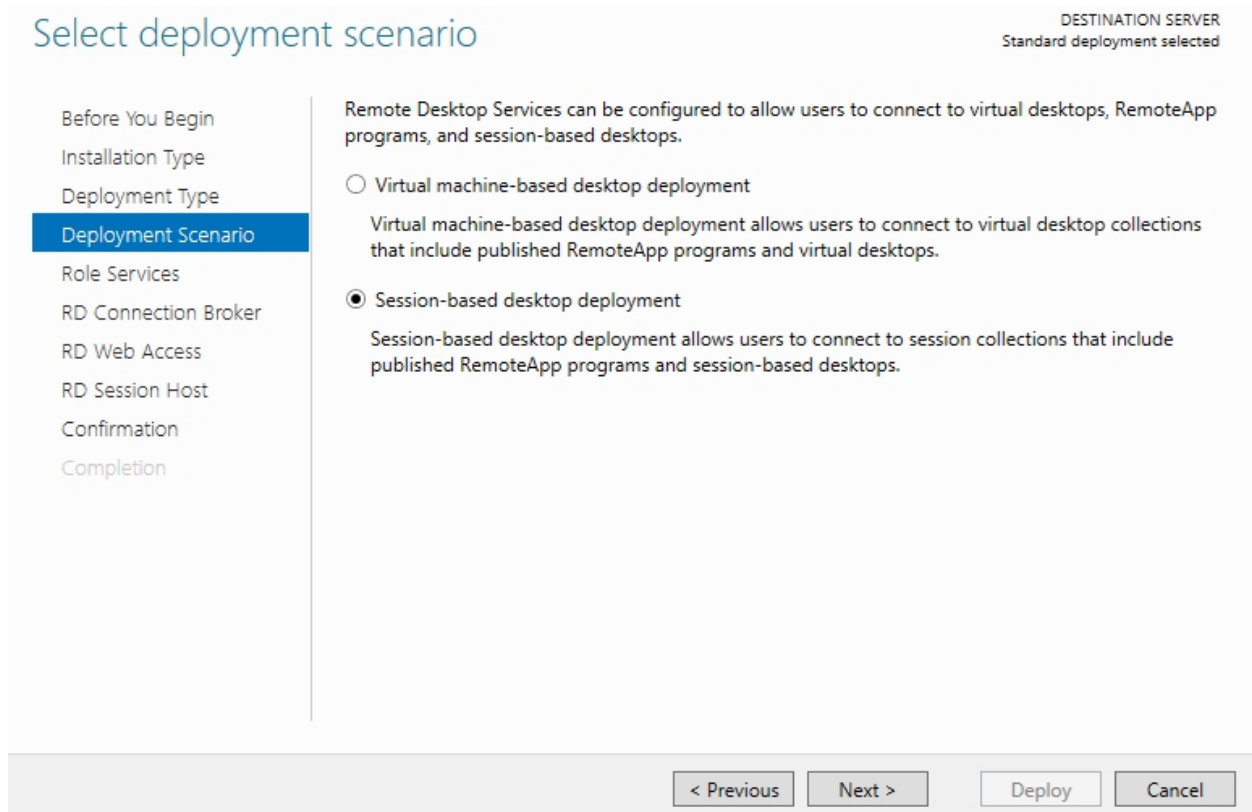 Select deployment scenario
DESTINATION SERVER
Standard deployment selected
Before You Begin
Installation Type
Deployment Type
Deployment Scenario
Role Services
RD Connection Broker
RD Web Access
RD Session Host
Confirmation
Completion
Remote Desktop Services can be configured to allow users to connect to virtual desktops, RemoteApp
programs, and session-based desktops.
Virtual machine-based desktop deployment
Virtual machine-based desktop deployment allows users to connect to virtual desktop collections
that include published RemoteApp programs and virtual desktops.
Session-based desktop deployment
Session-based desktop deployment allows users to connect to session collections that include
published RemoteApp programs and session-based desktops.
< Previous
Next >
Deploy
Cancel